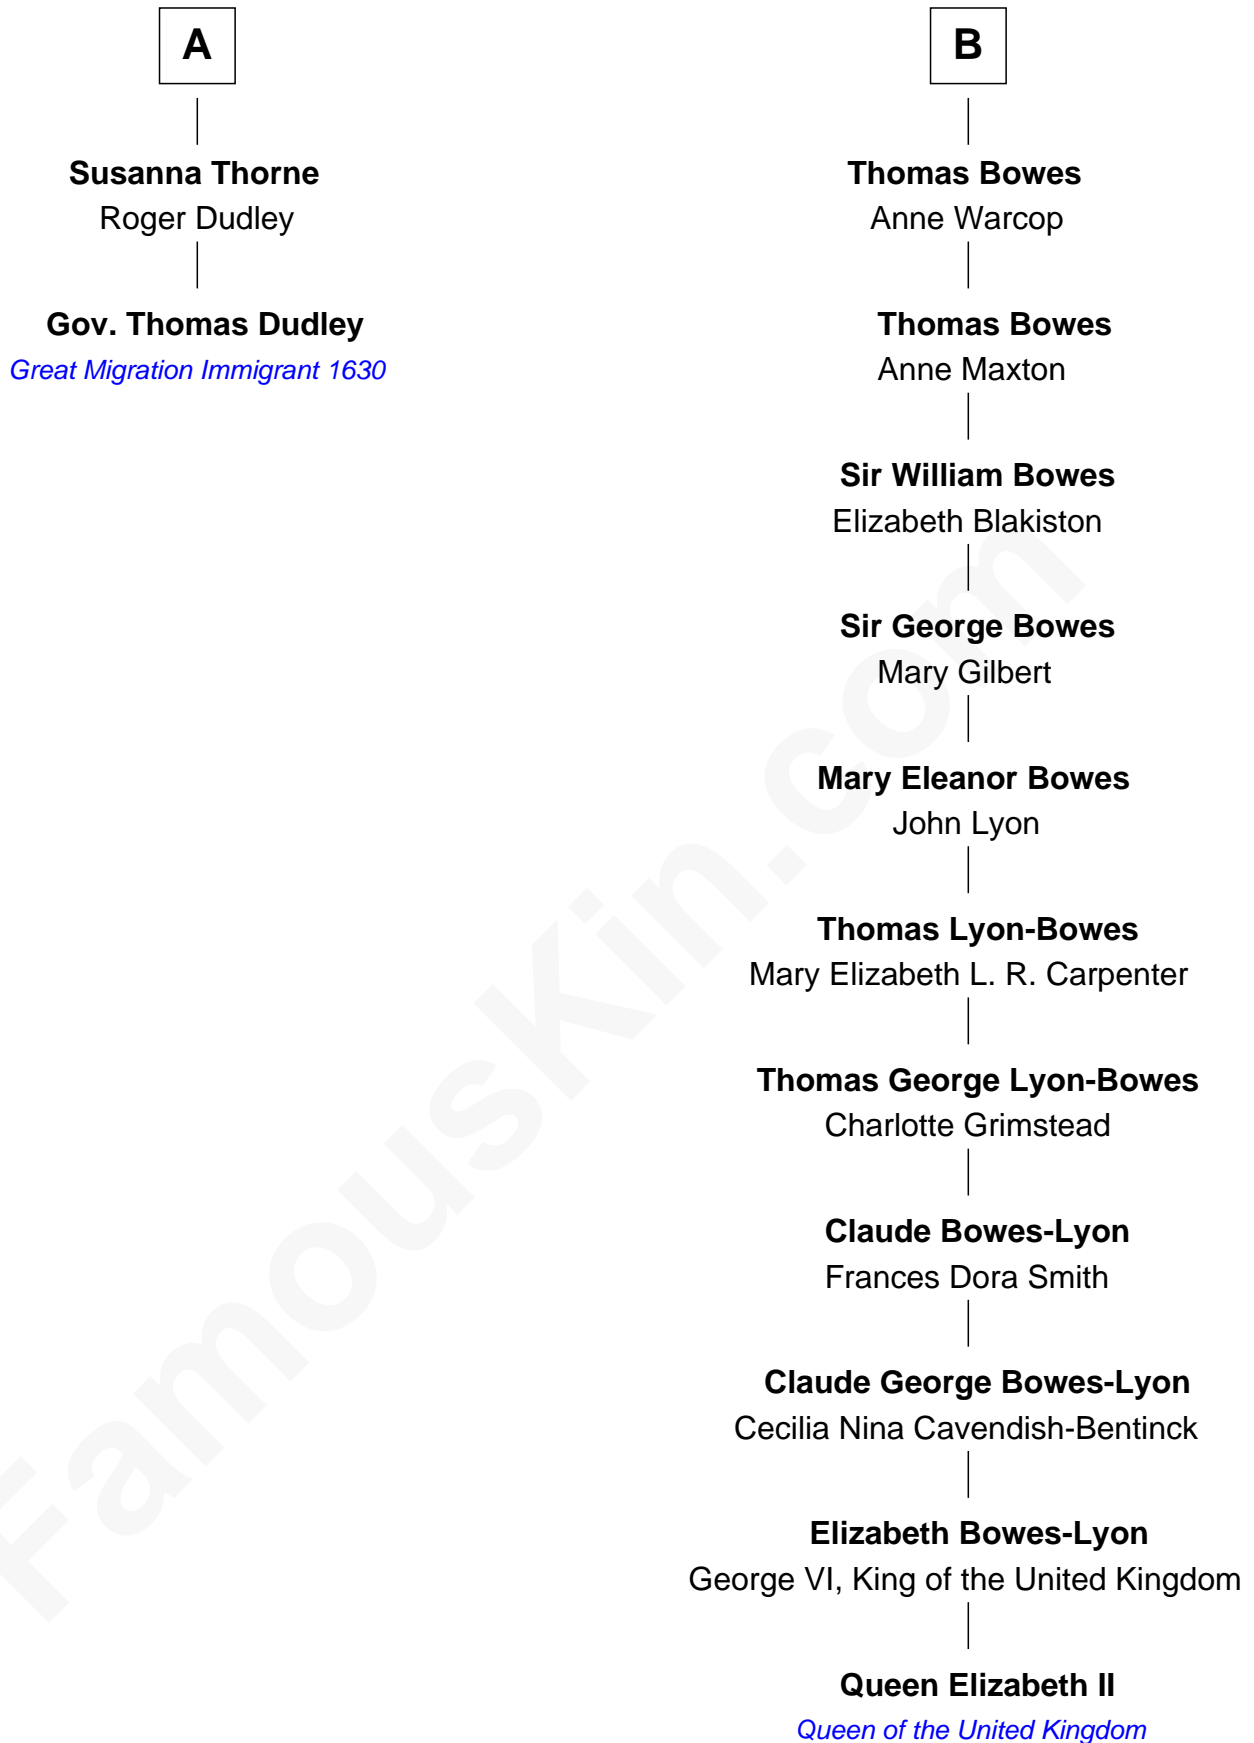 A
Susanna Thorne
Roger Dudley
Gov. Thomas Dudley
Great Migration Immigrant 1630
B
Thomas Bowes
Anne Warcop
Thomas Bowes
Anne Maxton
Sir William Bowes
Elizabeth Blakiston
Sir George Bowes
Mary Gilbert
Mary Eleanor Bowes
John Lyon
Thomas Lyon-Bowes
Mary Elizabeth L. R. Carpenter
Thomas George Lyon-Bowes
Charlotte Grimstead
Claude Bowes-Lyon
Frances Dora Smith
Claude George Bowes-Lyon
Cecilia Nina Cavendish-Bentinck
Elizabeth Bowes-Lyon
George VI, King of the United Kingdom
Queen Elizabeth II
Queen of the United Kingdom
FamousKin.com